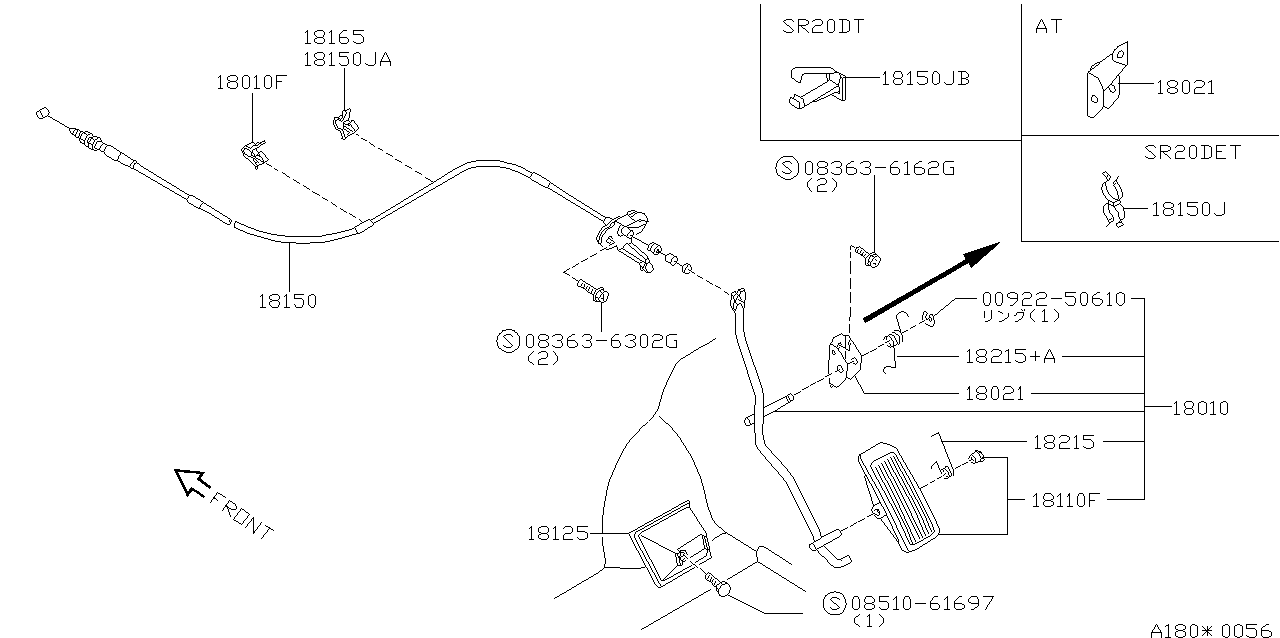 18165
18150JA
18010F
18150
S 08363-6302G
(2)
SR20DT
18150JB
AT
18021
SR20DET
18150J
S 08363-6162G
(2)
00922-50610
リング(1)
18215+A
18021
18010
18215
18110F
18125
S 08510-61697
(1)
FRONT
A180* 0056